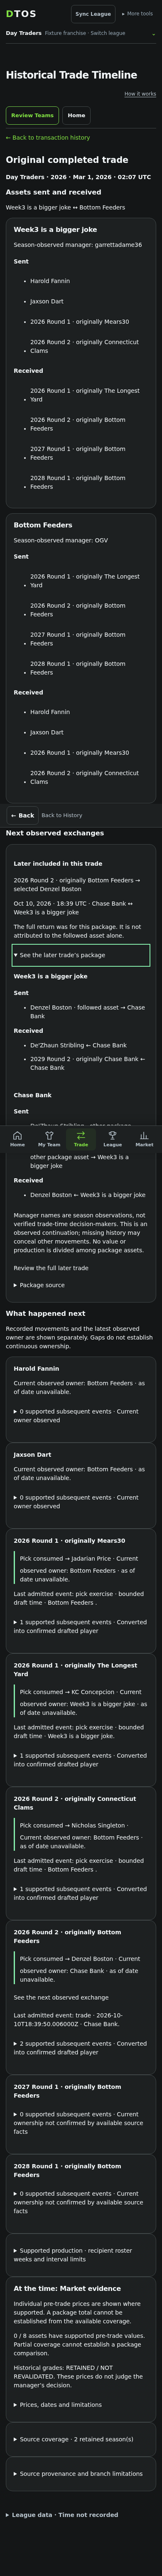 DTOS
Sync League
▸ More tools
Day Traders Fixture franchise · Switch league
Historical Trade Timeline
How it works
Review Teams
Home
← Back to transaction history
Original completed trade
Day Traders · 2026 · Mar 1, 2026 · 02:07 UTC
Assets sent and received
Week3 is a bigger joke ↔ Bottom Feeders
Week3 is a bigger joke
Season-observed manager: garrettadame36
Sent
• Harold Fannin
• Jaxson Dart
• 2026 Round 1 · originally Mears30
2026 Round 2 · originally Connecticut
• Clams
Received
2026 Round 1 · originally The Longest
• Yard
2026 Round 2 · originally Bottom
• Feeders
2027 Round 1 · originally Bottom
• Feeders
2028 Round 1 · originally Bottom
• Feeders
Bottom Feeders
Season-observed manager: OGV
Sent
2026 Round 1 · originally The Longest
• Yard
2026 Round 2 · originally Bottom
• Feeders
2027 Round 1 · originally Bottom
• Feeders
2028 Round 1 · originally Bottom
• Feeders
Received
• Harold Fannin
• Jaxson Dart
• 2026 Round 1 · originally Mears30
2026 Round 2 · originally Connecticut
• Clams
← Back
Back to History
Next observed exchanges
Later included in this trade
2026 Round 2 · originally Bottom Feeders →
selected Denzel Boston
Oct 10, 2026 · 18:39 UTC · Chase Bank ↔
Week3 is a bigger joke
The full return was for this package. It is not
attributed to the followed asset alone.
▾ See the later trade's package
Week3 is a bigger joke
Sent
• Denzel Boston · followed asset → Chase
Bank
Received
• De'Zhaun Stribling ← Chase Bank
• 2029 Round 2 · originally Chase Bank ←
Chase Bank
Chase Bank
Sent
Home
My Team
Trade
League
Market
other package asset → Week3 is a
bigger joke
Received
• Denzel Boston ← Week3 is a bigger joke
Manager names are season observations, not
verified trade-time decision-makers. This is an
observed continuation; missing history may
conceal other movements. No value or
production is divided among package assets.
Review the full later trade
▸ Package source
What happened next
Recorded movements and the latest observed
owner are shown separately. Gaps do not establish
continuous ownership.
Harold Fannin
Current observed owner: Bottom Feeders · as
of date unavailable.
▸ 0 supported subsequent events · Current
owner observed
Jaxson Dart
Current observed owner: Bottom Feeders · as
of date unavailable.
▸ 0 supported subsequent events · Current
owner observed
2026 Round 1 · originally Mears30
Pick consumed → Jadarian Price · Current
observed owner: Bottom Feeders · as of
date unavailable.
Last admitted event: pick exercise · bounded
draft time · Bottom Feeders .
▸ 1 supported subsequent events · Converted
into confirmed drafted player
2026 Round 1 · originally The Longest
Yard
Pick consumed → KC Concepcion · Current
observed owner: Week3 is a bigger joke · as
of date unavailable.
Last admitted event: pick exercise · bounded
draft time · Week3 is a bigger joke.
▸ 1 supported subsequent events · Converted
into confirmed drafted player
2026 Round 2 · originally Connecticut
Clams
Pick consumed → Nicholas Singleton ·
Current observed owner: Bottom Feeders ·
as of date unavailable.
Last admitted event: pick exercise · bounded
draft time · Bottom Feeders .
▸ 1 supported subsequent events · Converted
into confirmed drafted player
2026 Round 2 · originally Bottom
Feeders
Pick consumed → Denzel Boston · Current
observed owner: Chase Bank · as of date
unavailable.
See the next observed exchange
Last admitted event: trade · 2026-10-
10T18:39:50.006000Z · Chase Bank.
▸ 2 supported subsequent events · Converted
into confirmed drafted player
2027 Round 1 · originally Bottom
Feeders
▸ 0 supported subsequent events · Current
ownership not confirmed by available source
facts
2028 Round 1 · originally Bottom
Feeders
▸ 0 supported subsequent events · Current
ownership not confirmed by available source
facts
▸ Supported production · recipient roster
weeks and interval limits
At the time: Market evidence
Individual pre-trade prices are shown where
supported. A package total cannot be
established from the available coverage.
0 / 8 assets have supported pre-trade values.
Partial coverage cannot establish a package
comparison.
Historical grades: RETAINED / NOT
REVALIDATED. These prices do not judge the
manager's decision.
▸ Prices, dates and limitations
▸ Source coverage · 2 retained season(s)
▸ Source provenance and branch limitations
▸ League data · Time not recorded